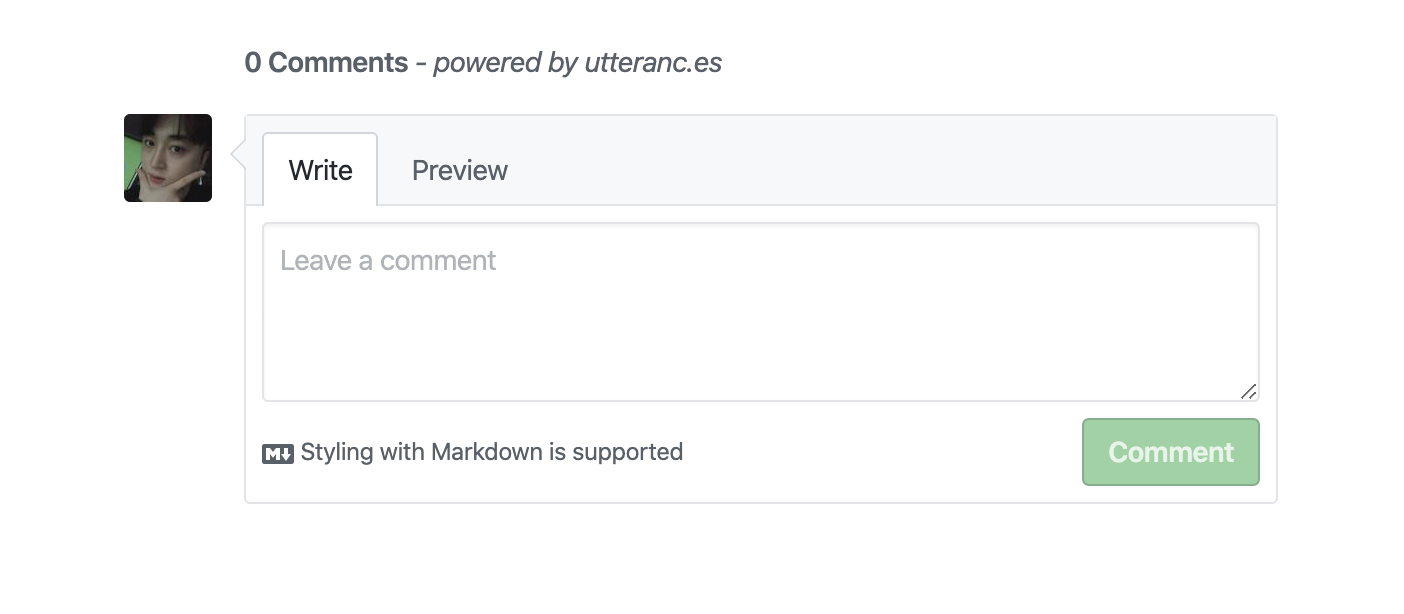 0 Comments - powered by utteranc.es
Write Preview
Leave a comment
M Styling with Markdown is supported
Comment